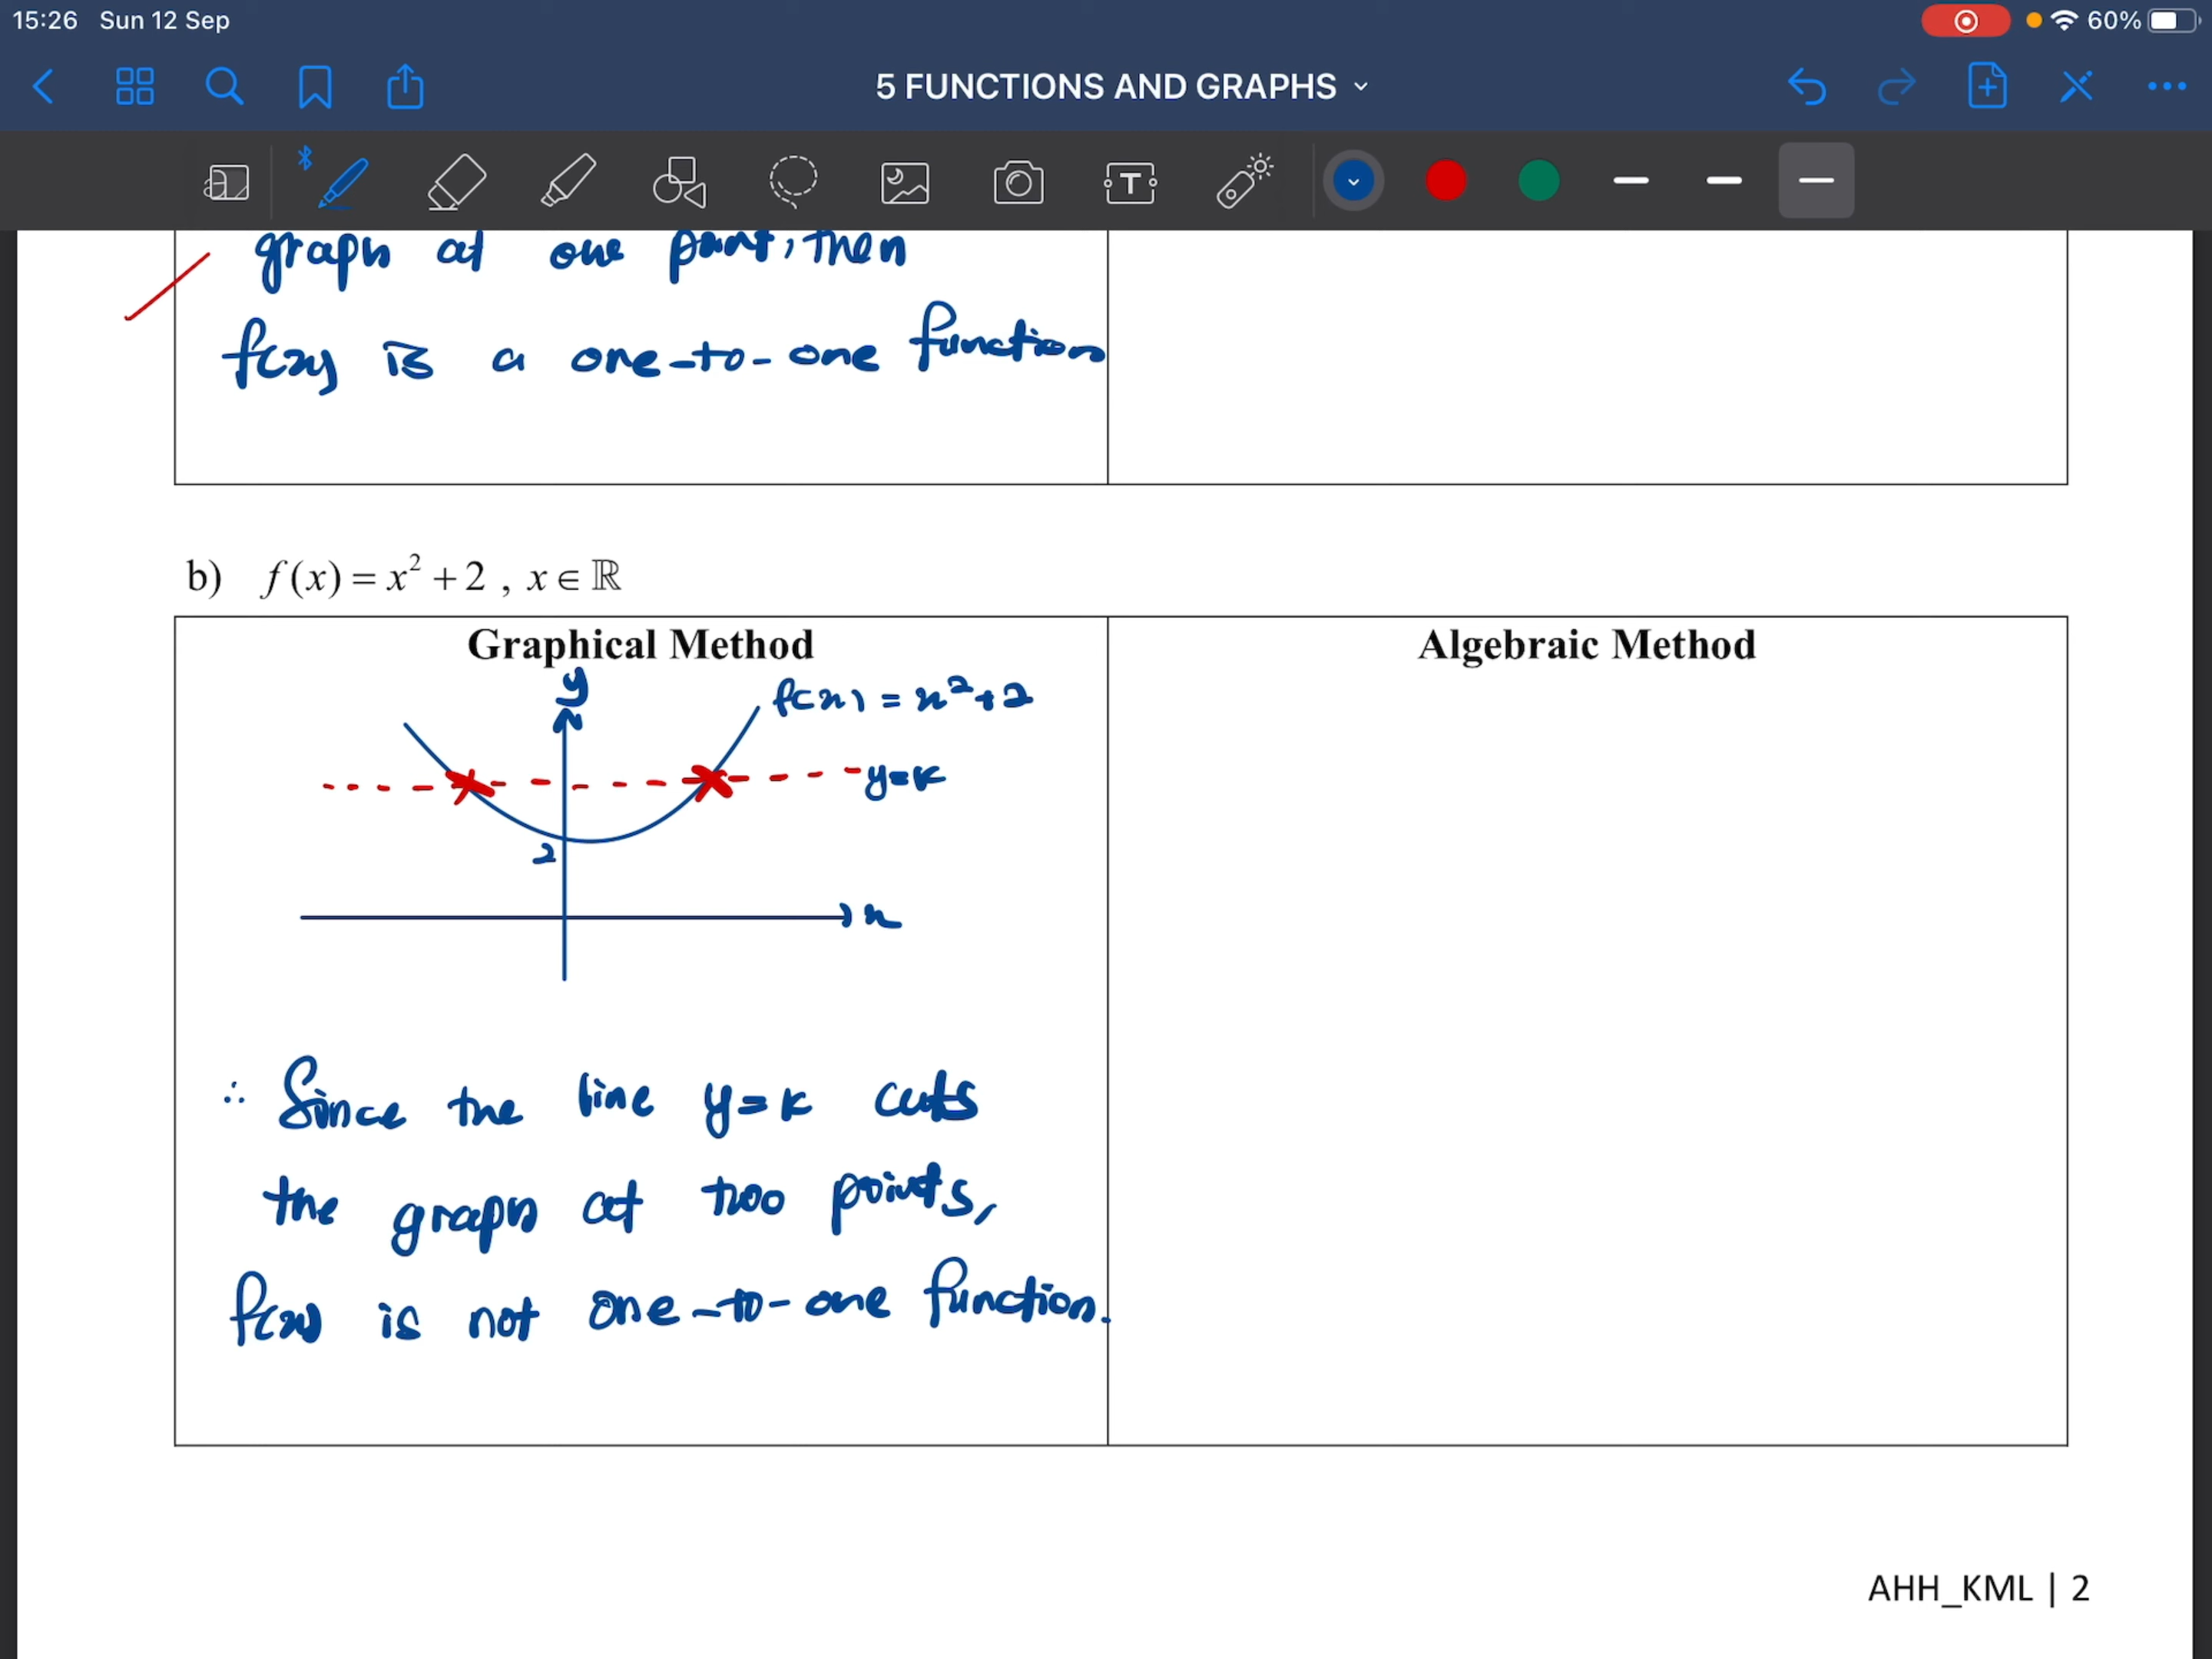 15:26 Sun 12 Sep 60%
5 FUNCTIONS AND GRAPHS
graph at one point, then
f(x) is a one-to-one function
b) f(x) = x² + 2 , x ∈ ℝ
Graphical Method
y
f(x) = x²+2
y=k
2
x
∴ Since the line y=k cuts
the graph at two points,
f(x) is not one-to-one function.
Algebraic Method
AHH_KML | 2